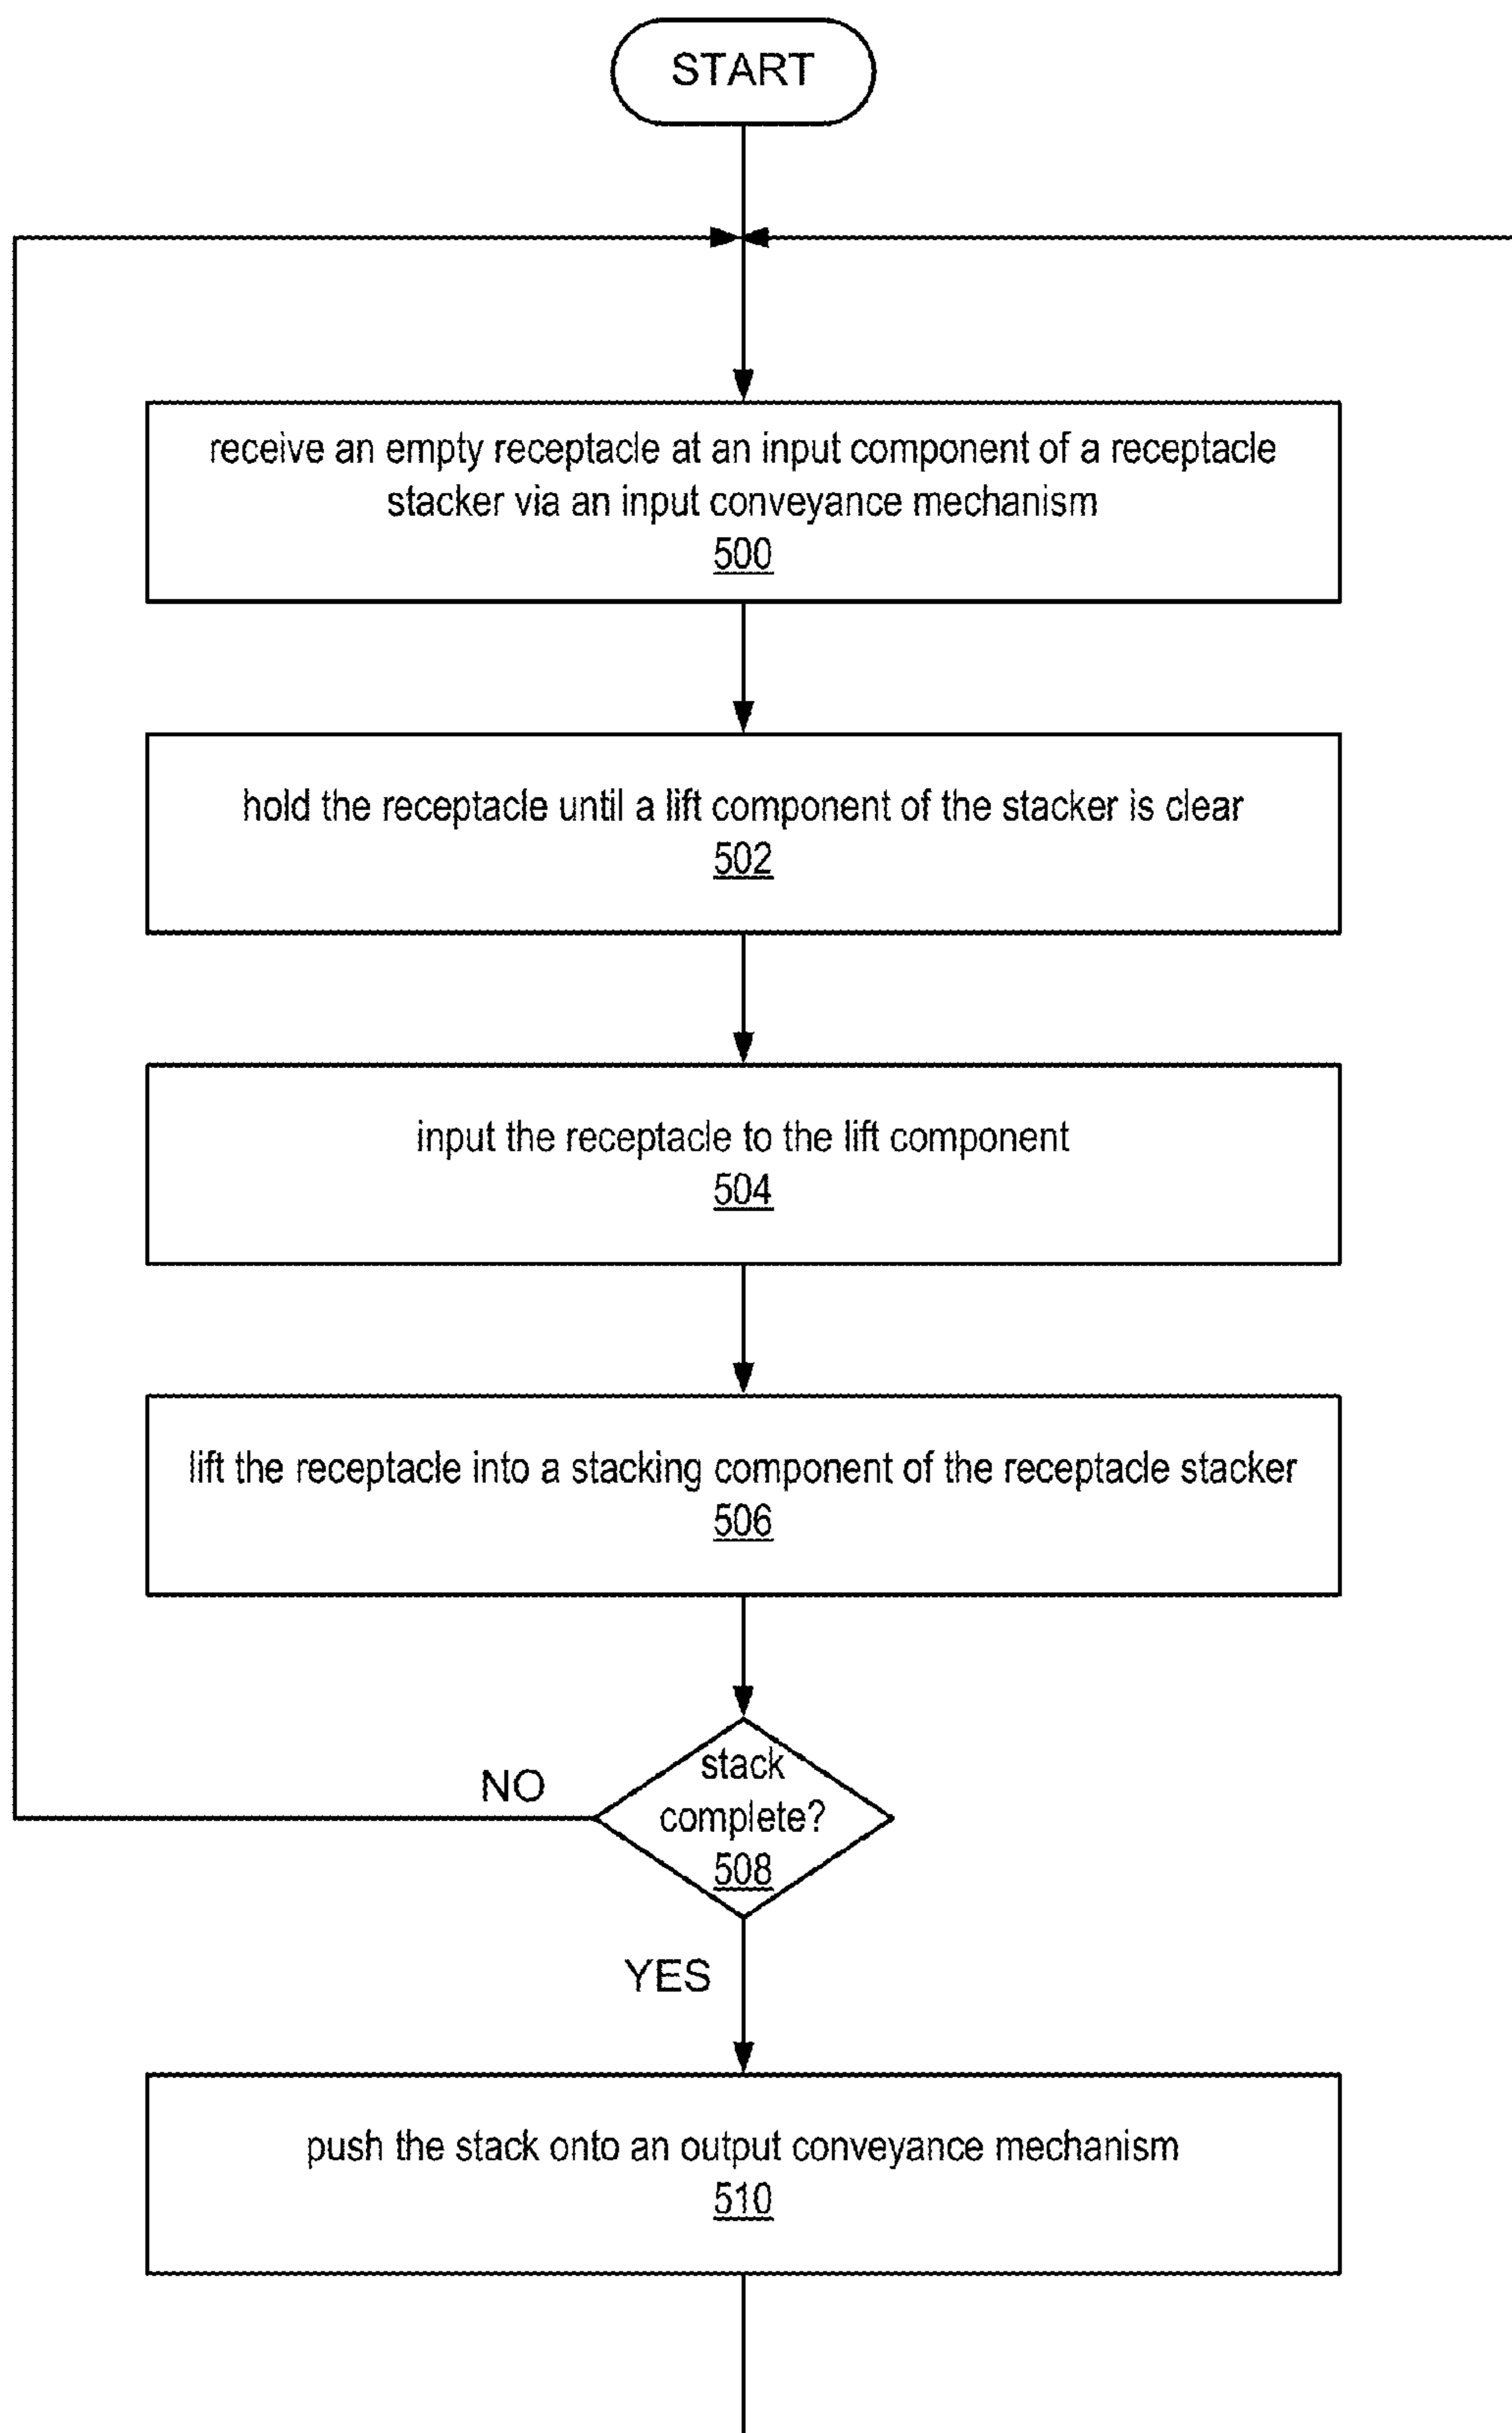 START
receive an empty receptacle at an input component of a receptacle
stacker via an input conveyance mechanism
500
hold the receptacle until a lift component of the stacker is clear
502
input the receptacle to the lift component
504
lift the receptacle into a stacking component of the receptacle stacker
506
stack
complete?
508
NO
YES
push the stack onto an output conveyance mechanism
510